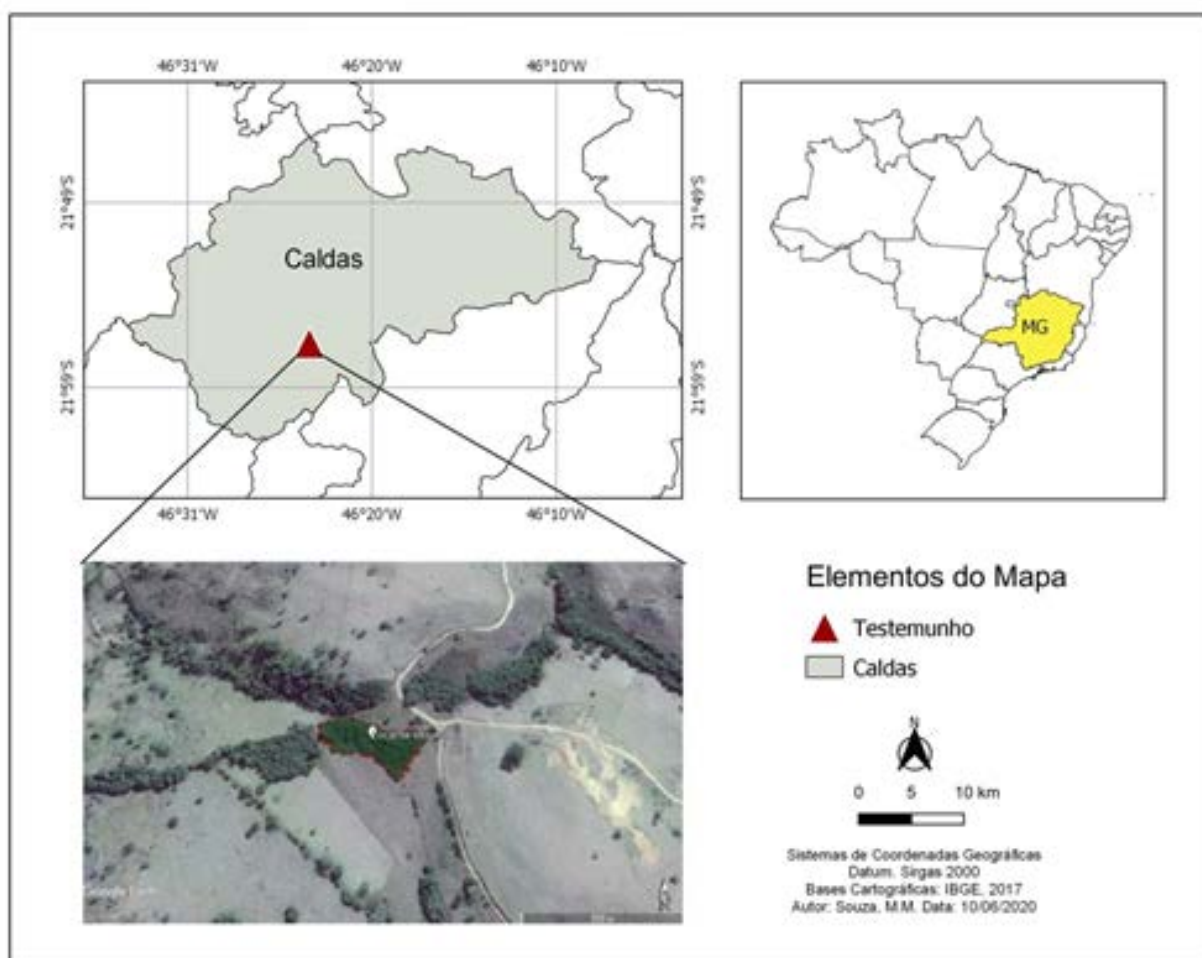 46°31'W 46°20'W 46°10'W
21°49'S 21°49'S
Caldas
21°59'S 21°59'S
46°31'W 46°20'W 46°10'W
MG
Elementos do Mapa
Testemunho
Caldas
N
0 5 10 km
Sistemas de Coordenadas Geográficas
Datum. Sirgas 2000
Bases Cartográficas: IBGE, 2017
Autor: Souza, M.M. Data: 10/06/2020
Google Earth